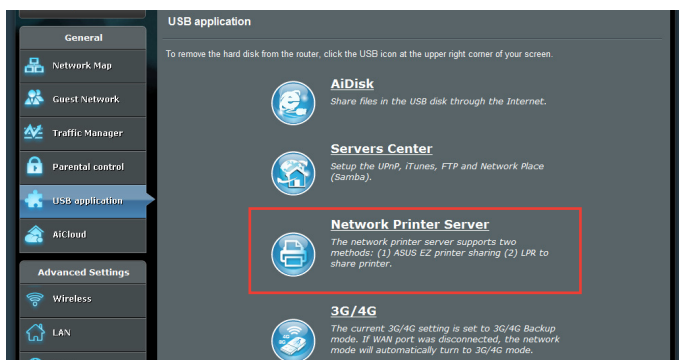 USB application
General
To remove the hard disk from the router, click the USB icon at the upper right corner of your screen.
Network Map
Guest Network
Traffic Manager
Parental control
USB application
AiCloud
Advanced Settings
Wireless
LAN
AiDisk
Share files in the USB disk through the Internet.
Servers Center
Setup the UPnP, iTunes, FTP and Network Place
(Samba).
Network Printer Server
The network printer server supports two
methods: (1) ASUS EZ printer sharing (2) LPR to
share printer.
3G/4G
The current 3G/4G setting is set to 3G/4G Backup
mode. If WAN port was disconnected, the network
mode will automatically turn to 3G/4G mode.